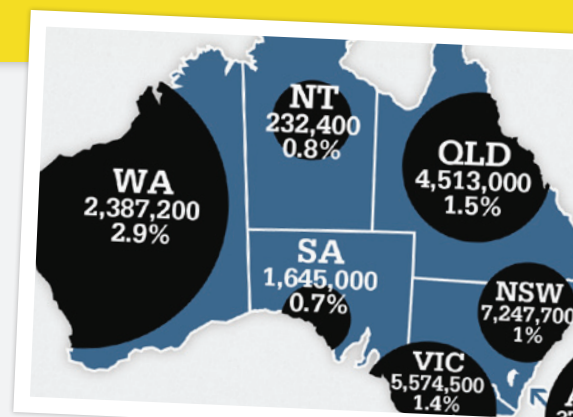 NT
232,400
0.8%
QLD
4,513,000
1.5%
WA
2,387,200
2.9%
SA
1,645,000
0.7%
NSW
7,247,700
1%
VIC
5,574,500
1.4%